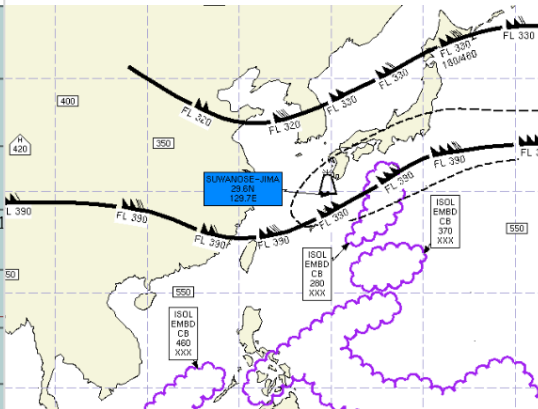 FL 330
FL 330
180/480
FL 330
FL 330
400
FL 320
FL 320
H
420
350
FL 390
SUWANOSE-JIMA
29.6N
129.7E
FL 390
L 390
FL 390
FL 390
FL 390
FL 390
ISOL
EMBD
CB
370
XXX
550
ISOL
EMBD
CB
280
XXX
50
550
ISOL
EMBD
CB
460
XXX